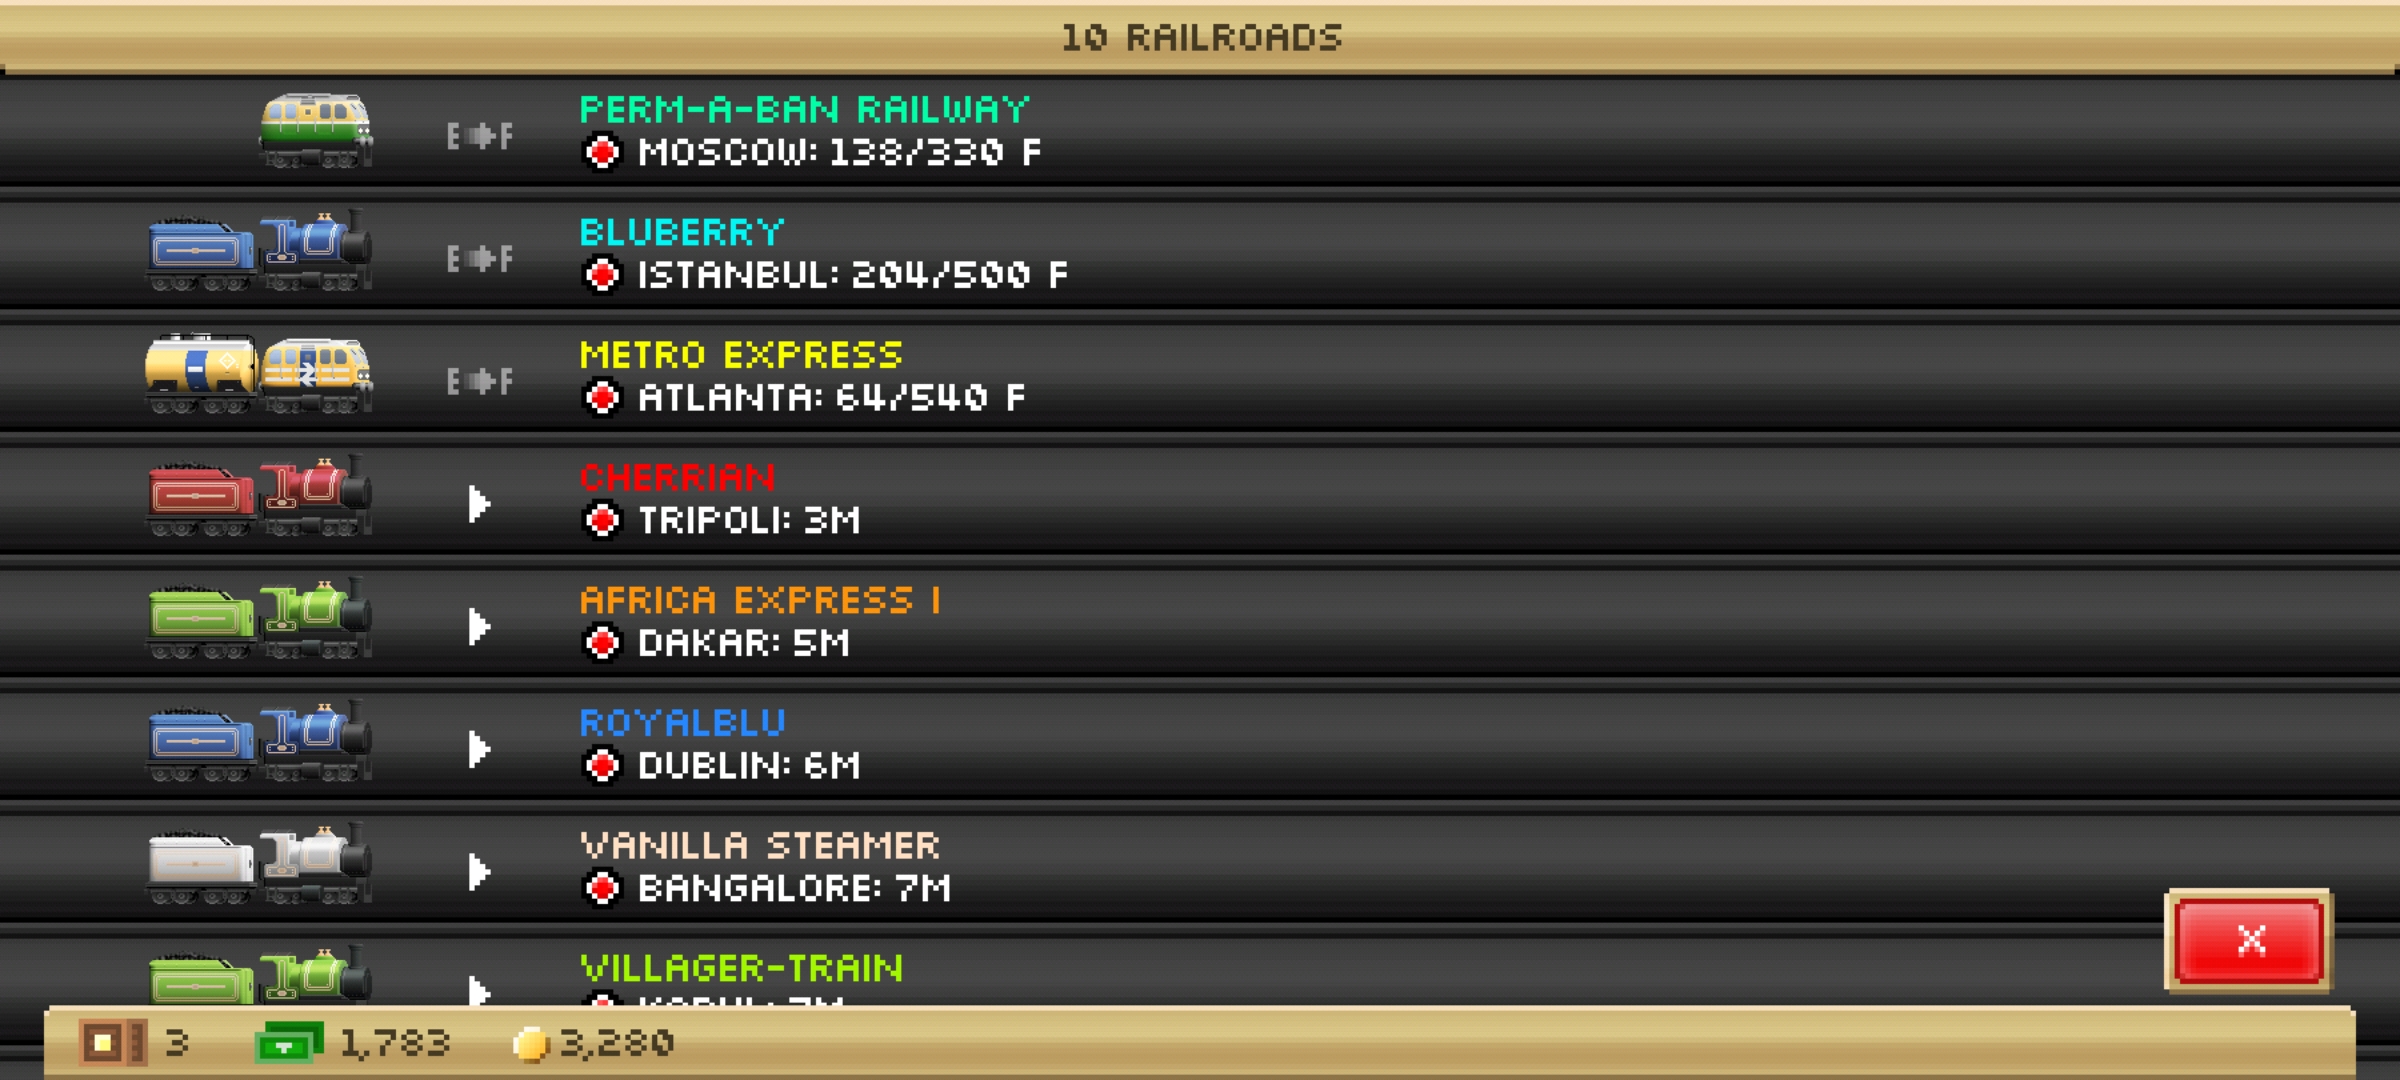 10 RAILROADS
E F PERM-A-BAN RAILWAY
MOSCOW: 138/330 F
E F BLUBERRY
ISTANBUL: 204/500 F
E F METRO EXPRESS
ATLANTA: 64/540 F
CHERRIAN
TRIPOLI: 3M
AFRICA EXPRESS I
DAKAR: 5M
ROYALBLU
DUBLIN: 6M
VANILLA STEAMER
BANGALORE: 7M
VILLAGER-TRAIN
X
3 1,783 3,280